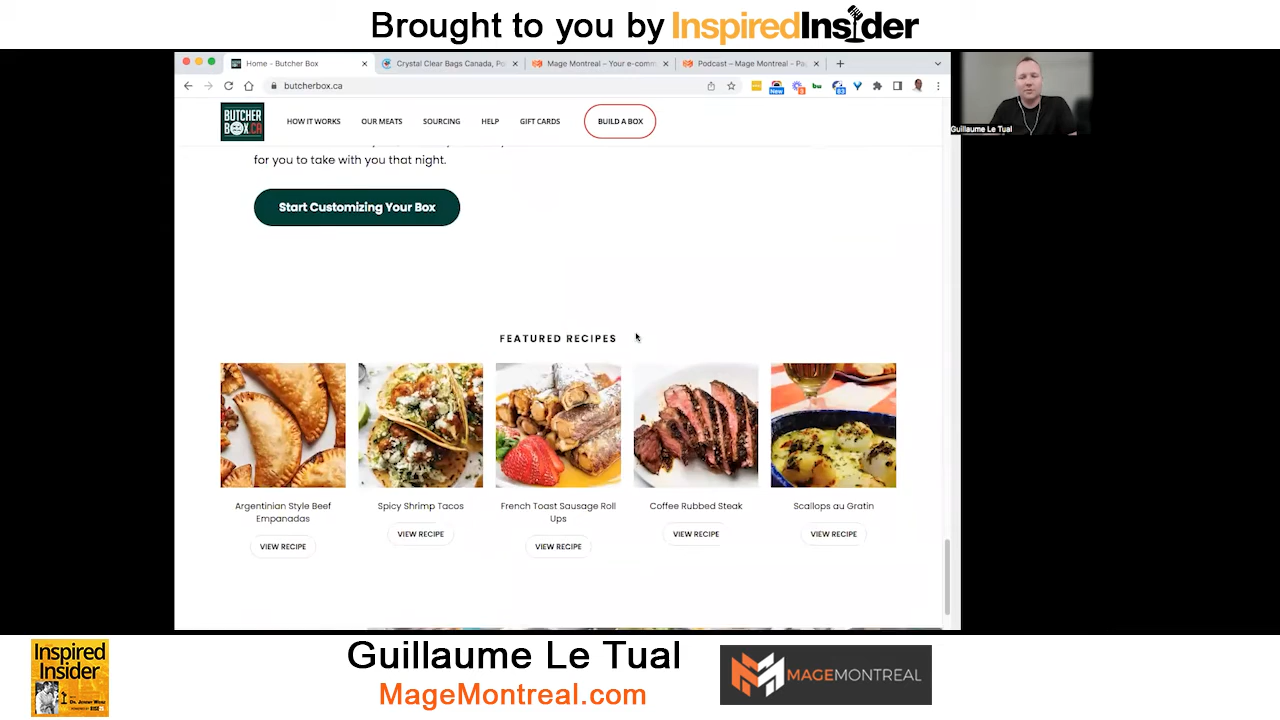 Brought to you by InspiredInsider
Home - Butcher Box
Crystal Clear Bags Canada, Po
Mage Montreal – Your e-comm
Podcast – Mage Montreal - Pa
butcherbox.ca
New
BUTCHER
BOX.CA
HOW IT WORKS
OUR MEATS
SOURCING
HELP
GIFT CARDS
BUILD A BOX
Guillaume Le Tual
for you to take with you that night.
Start Customizing Your Box
FEATURED RECIPES
Argentinian Style Beef
Empanadas
VIEW RECIPE
Spicy Shrimp Tacos
VIEW RECIPE
French Toast Sausage Roll
Ups
VIEW RECIPE
Coffee Rubbed Steak
VIEW RECIPE
Scallops au Gratin
VIEW RECIPE
Inspired
Insider
Guillaume Le Tual
MageMontreal.com
MAGEMONTREAL